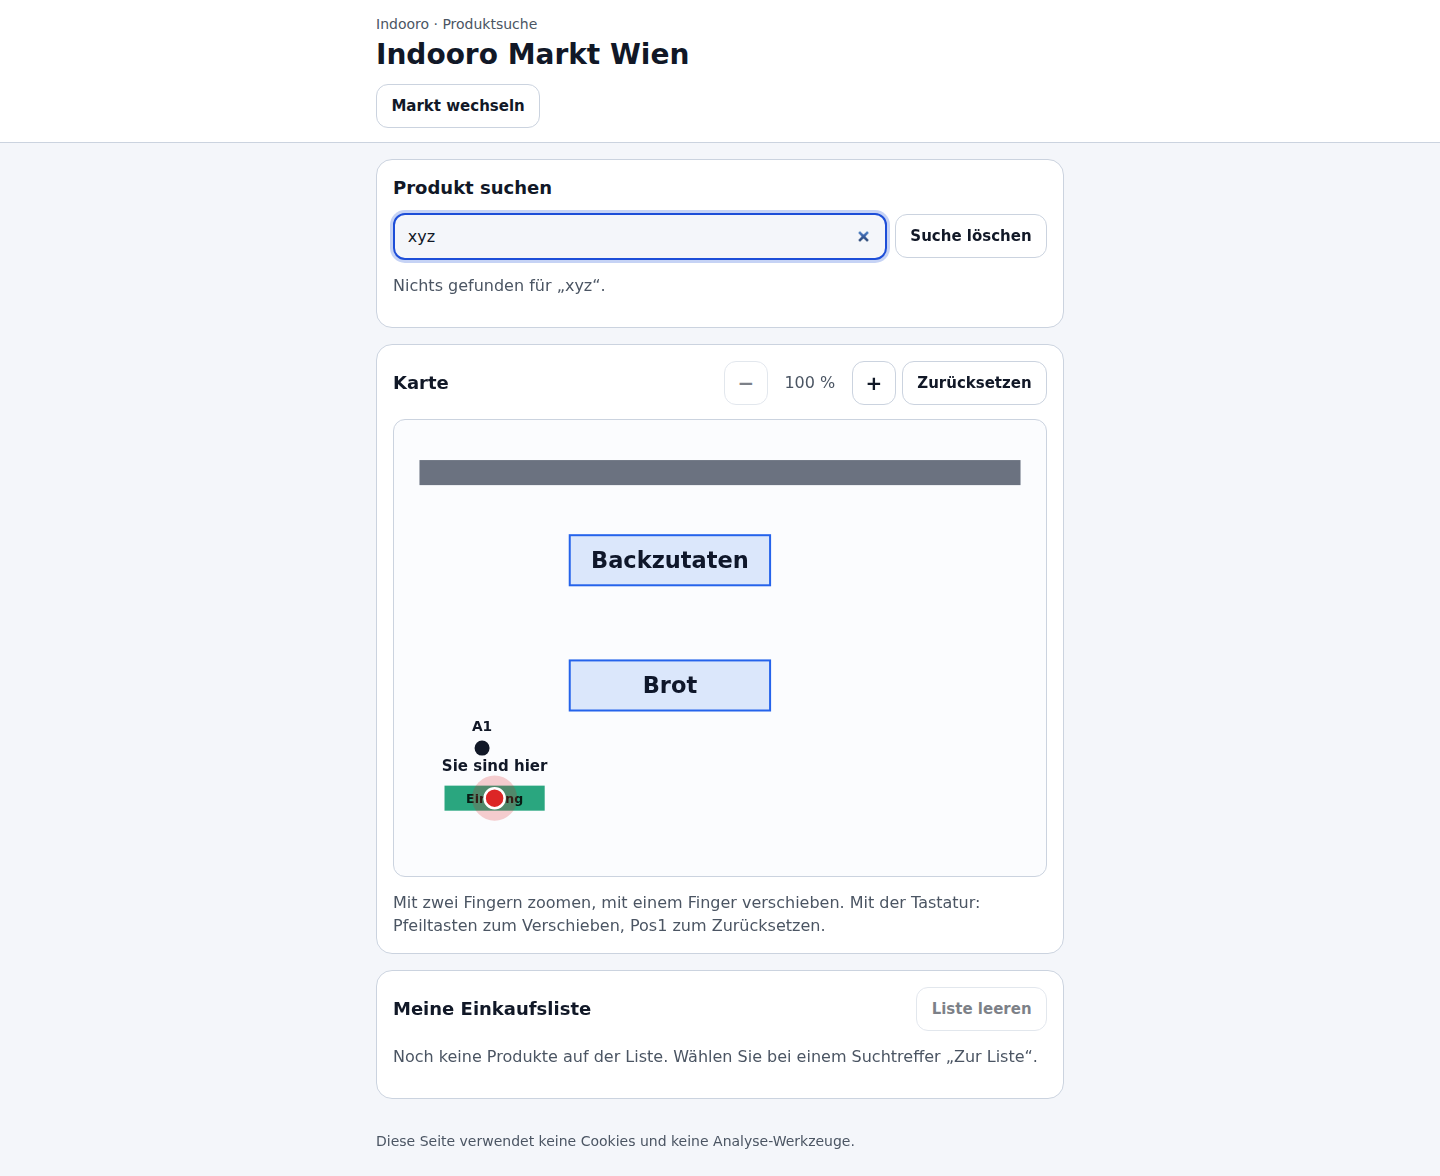 Indooro · Produktsuche
Indooro Markt Wien
Markt wechseln
Produkt suchen
xyz
Suche löschen
Nichts gefunden für „xyz“.
Karte
− 100 % + Zurücksetzen
Backzutaten
Brot
A1
Sie sind hier
Mit zwei Fingern zoomen, mit einem Finger verschieben. Mit der Tastatur:
Pfeiltasten zum Verschieben, Pos1 zum Zurücksetzen.
Meine Einkaufsliste
Liste leeren
Noch keine Produkte auf der Liste. Wählen Sie bei einem Suchtreffer „Zur Liste“.
Diese Seite verwendet keine Cookies und keine Analyse-Werkzeuge.